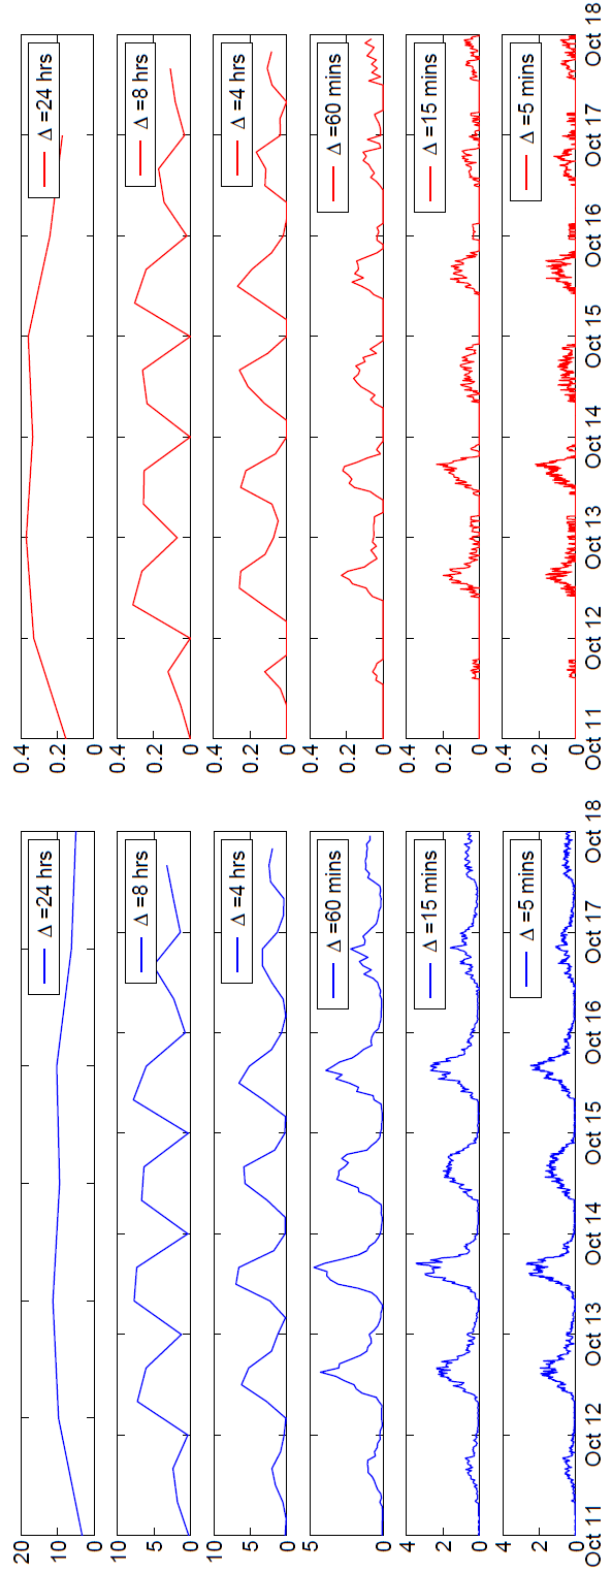 20
10
0
Δ =24 hrs
10
5
0
Δ =8 hrs
10
5
0
Δ =4 hrs
5
0
Δ =60 mins
4
2
0
Δ =15 mins
4
2
0
Δ =5 mins
Oct 11 Oct 12 Oct 13 Oct 14 Oct 15 Oct 16 Oct 17 Oct 18
0.4
0.2
0
Δ =24 hrs
0.4
0.2
0
Δ =8 hrs
0.4
0.2
0
Δ =4 hrs
0.4
0.2
0
Δ =60 mins
0.4
0.2
0
Δ =15 mins
0.4
0.2
0
Δ =5 mins
Oct 11 Oct 12 Oct 13 Oct 14 Oct 15 Oct 16 Oct 17 Oct 18